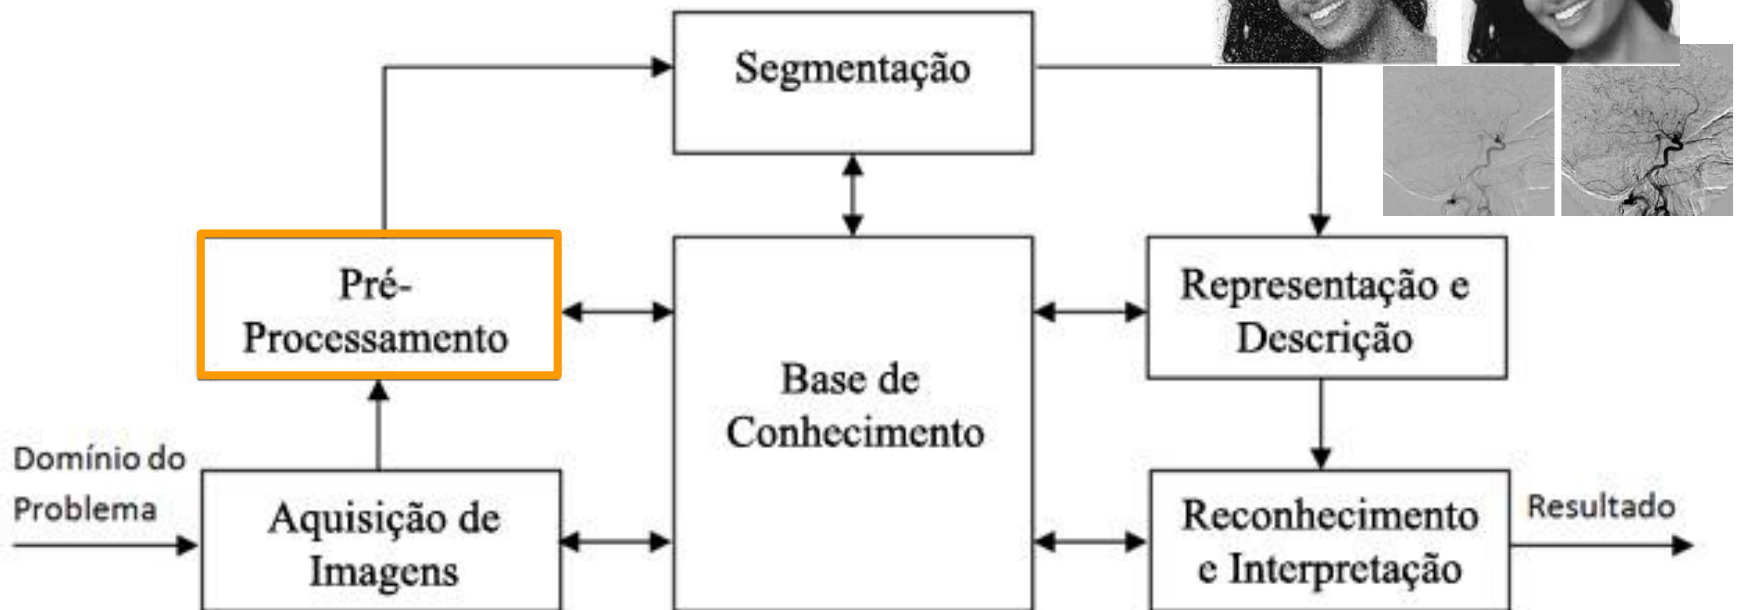 Segmentação
Pré-
Processamento
Representação e
Descrição
Base de
Conhecimento
Domínio do
Problema
Aquisição de
Imagens
Reconhecimento
e Interpretação
Resultado